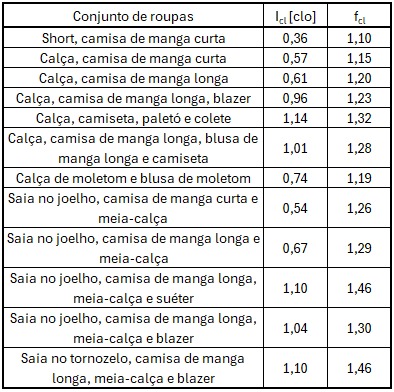 Conjunto de roupas I_cl [clo] f_cl
Short, camisa de manga curta 0,36 1,10
Calça, camisa de manga curta 0,57 1,15
Calça, camisa de manga longa 0,61 1,20
Calça, camisa de manga longa, blazer 0,96 1,23
Calça, camiseta, paletó e colete 1,14 1,32
Calça, camisa de manga longa, blusa de
manga longa e camiseta 1,01 1,28
Calça de moletom e blusa de moletom 0,74 1,19
Saia no joelho, camisa de manga curta e
meia-calça 0,54 1,26
Saia no joelho, camisa de manga longa e
meia-calça 0,67 1,29
Saia no joelho, camisa de manga longa,
meia-calça e suéter 1,10 1,46
Saia no joelho, camisa de manga longa,
meia-calça e blazer 1,04 1,30
Saia no tornozelo, camisa de manga
longa, meia-calça e blazer 1,10 1,46